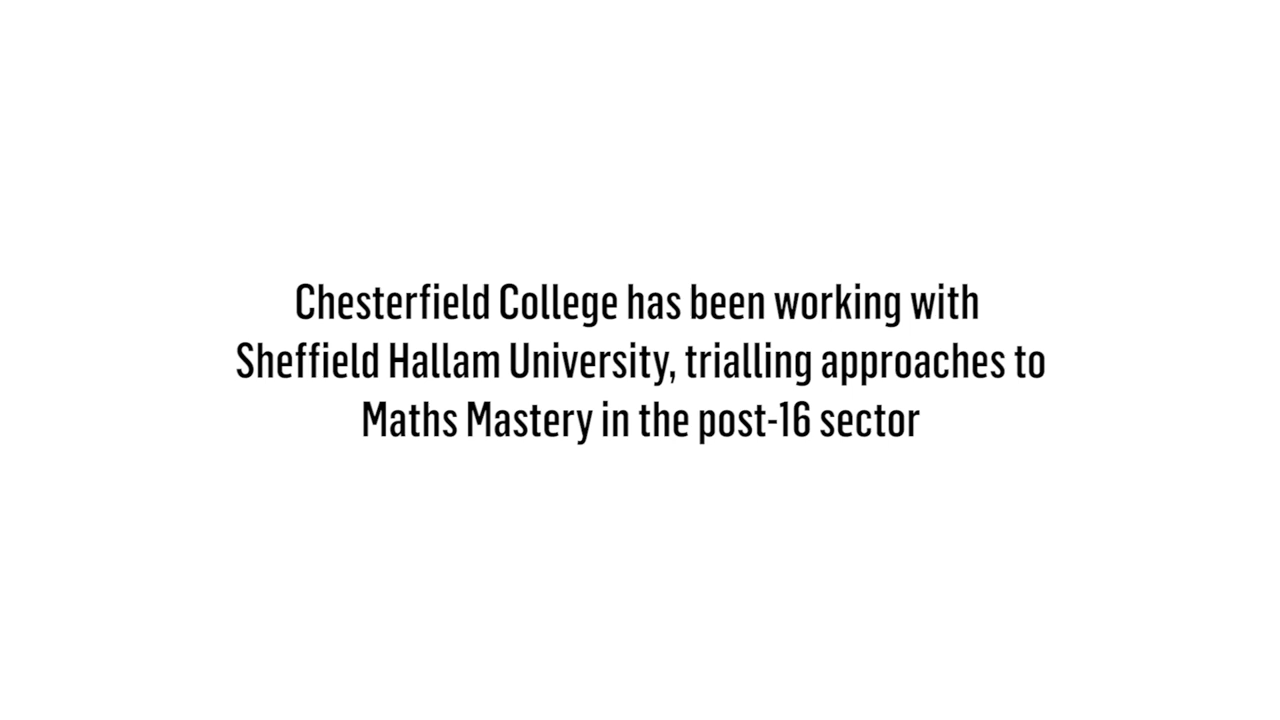 Chesterfield College has been working with
Sheffield Hallam University, trialling approaches to
Maths Mastery in the post-16 sector